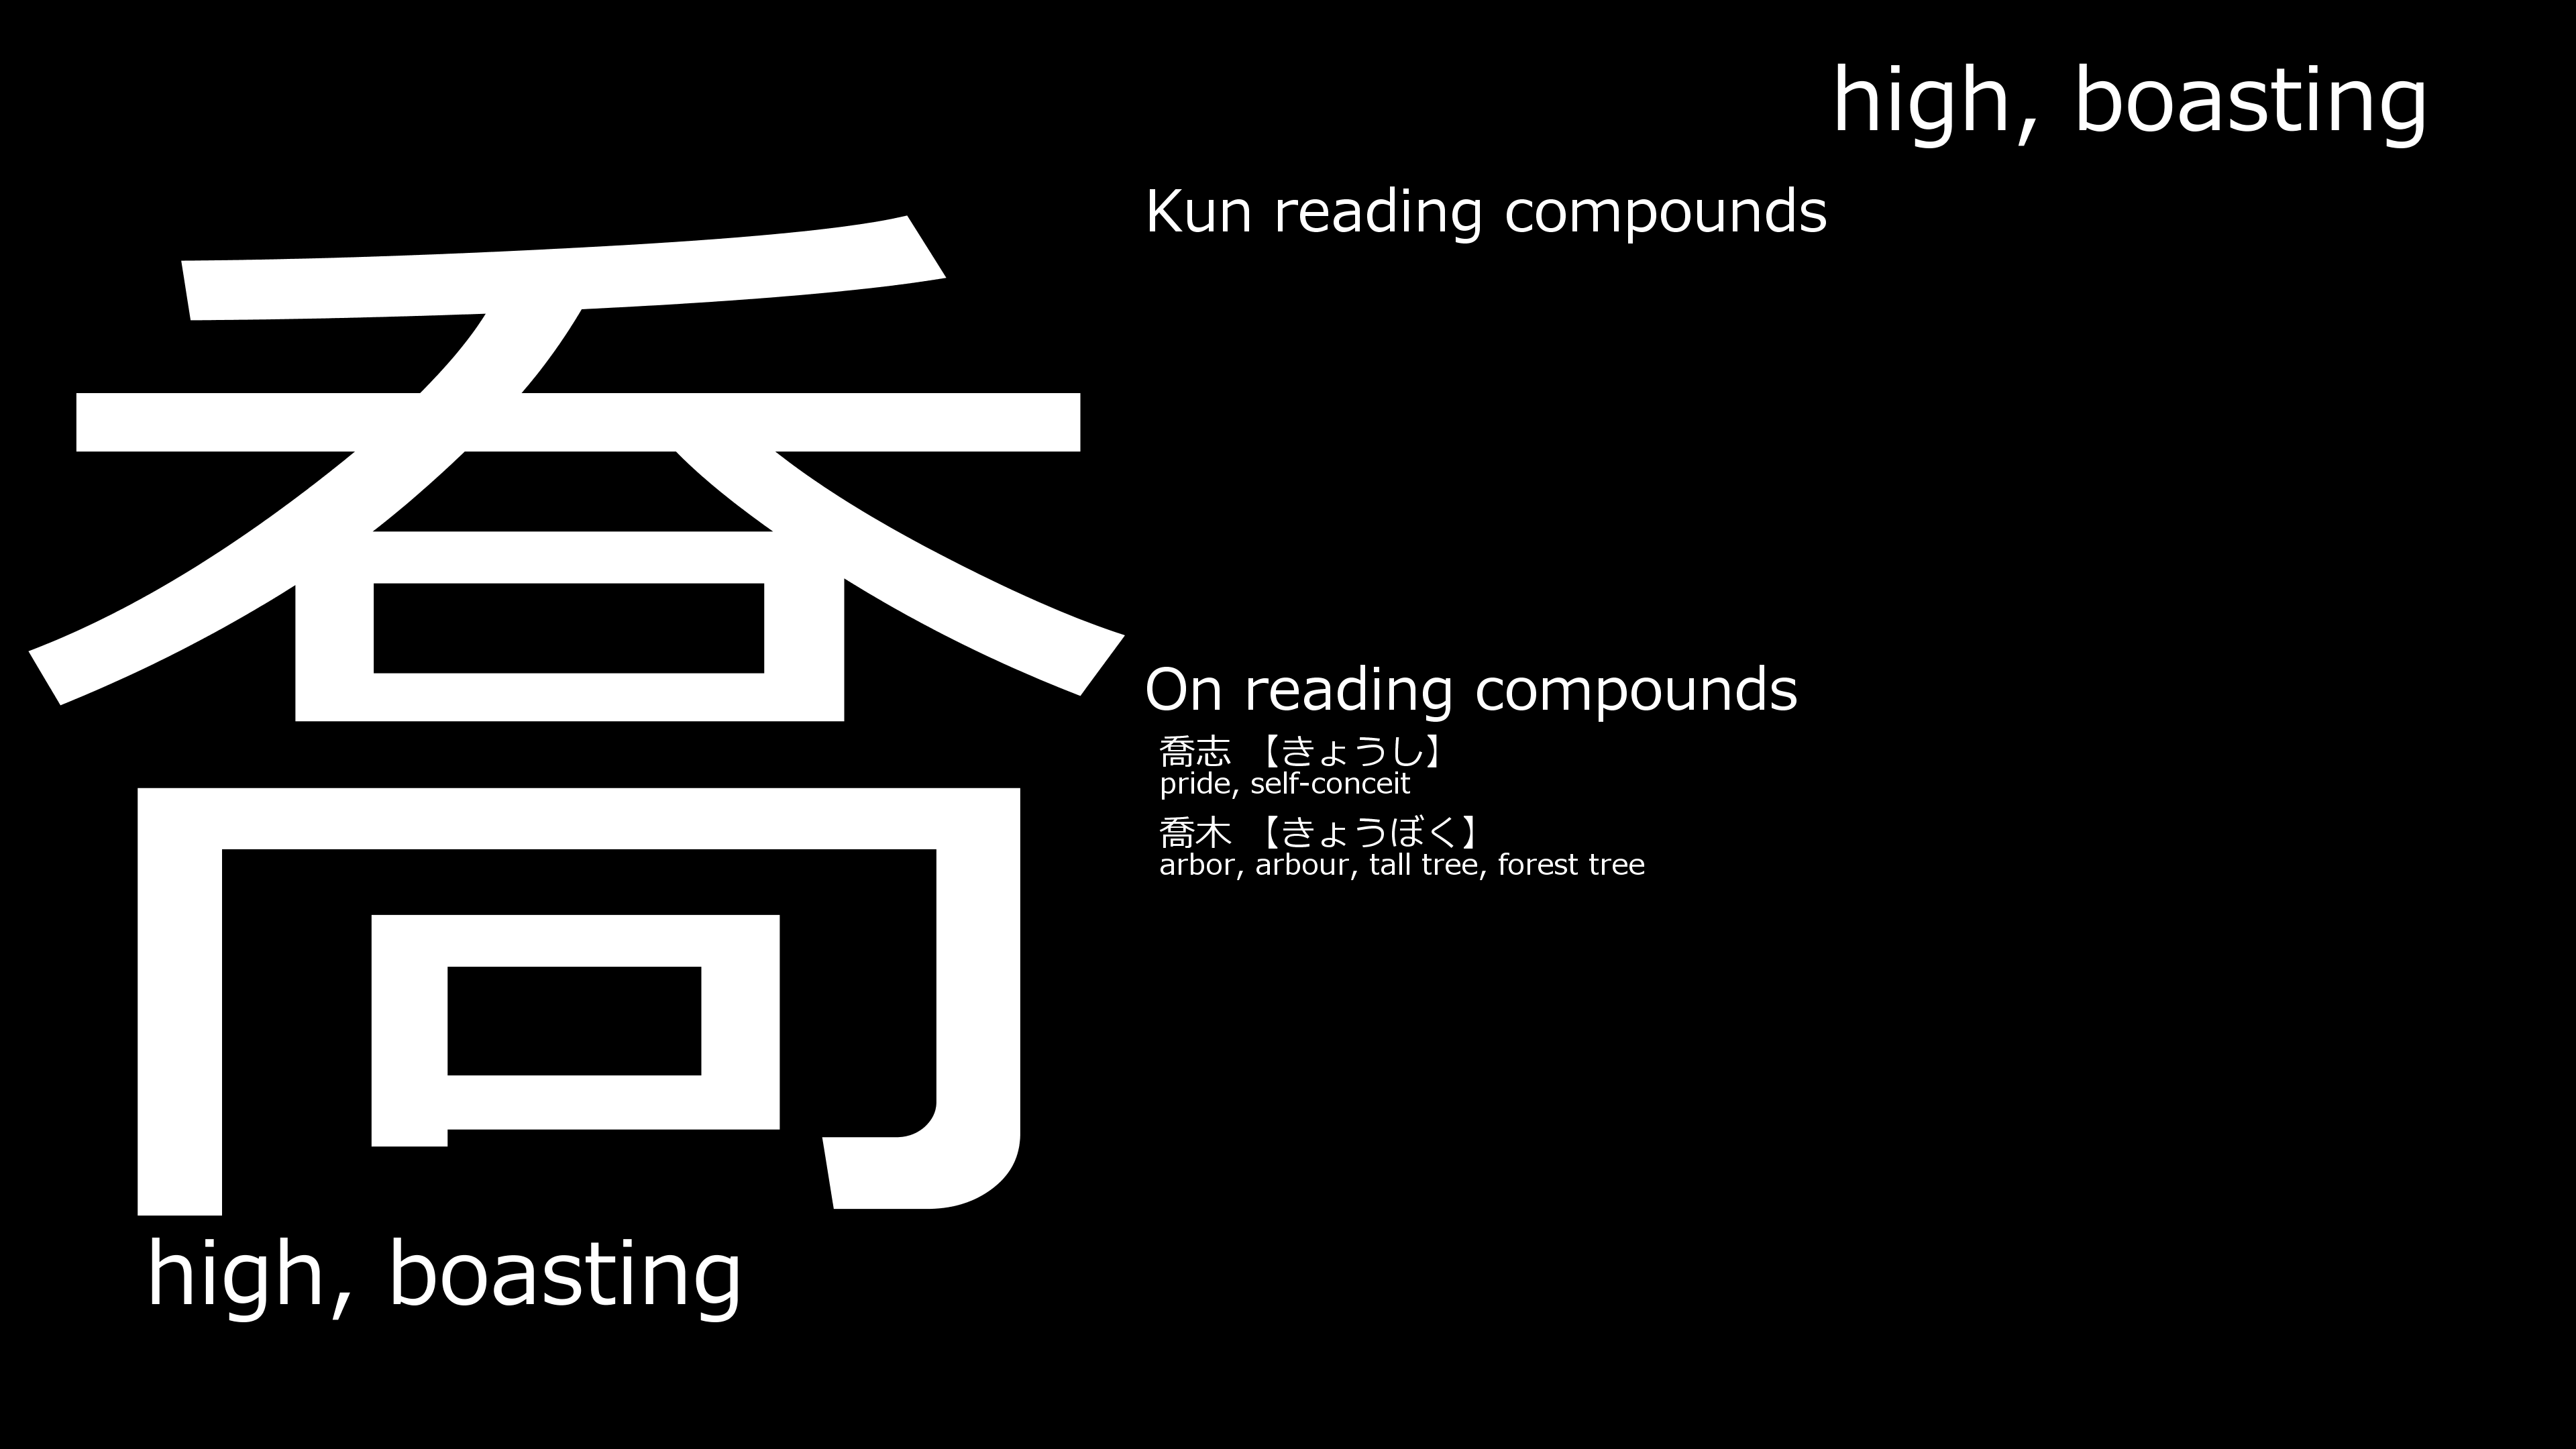 high, boasting
喬
high, boasting
Kun reading compounds
On reading compounds
喬志 【きょうし】
pride, self-conceit
喬木 【きょうぼく】
arbor, arbour, tall tree, forest tree